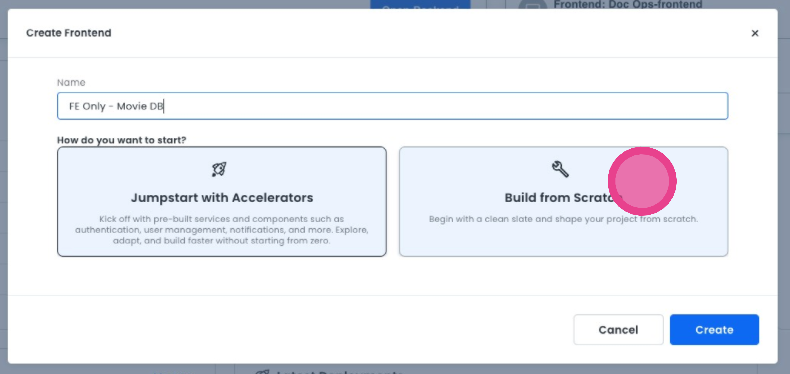 Frontend: Doc Ops-frontend
Create Frontend
Name
FE Only - Movie DB
How do you want to start?
Jumpstart with Accelerators
Kick off with pre-built services and components such as
authentication, user management, notifications, and more. Explore,
adapt, and build faster without starting from zero.
Build from Scratch
Begin with a clean slate and shape your project from scratch.
Cancel
Create